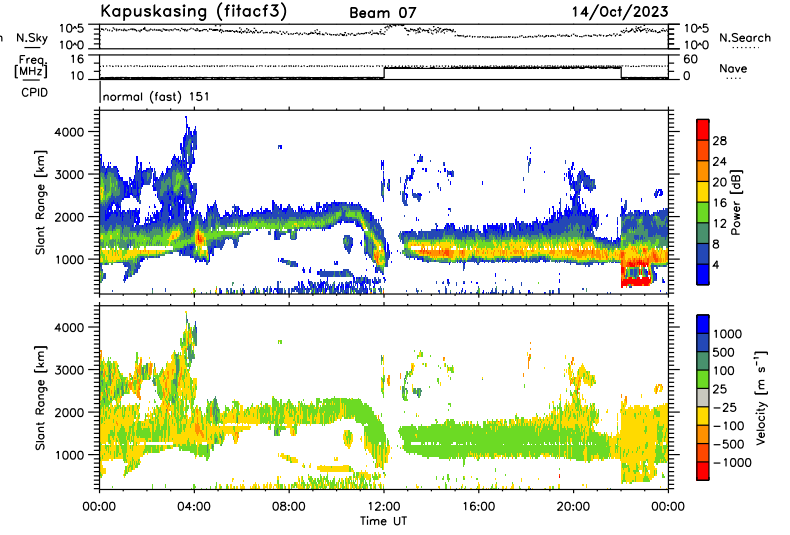 Kapuskasing (fitacf3) Beam 07 14/Oct/2023
N.Sky 10^5 10^0 10^5 10^0 N.Search
Freq. [MHz] 16 10 60 0 Nave
CPID normal (fast) 151
Slant Range [km] 4000 3000 2000 1000
Power [dB] 28 24 20 16 12 8 4
Slant Range [km] 4000 3000 2000 1000
Velocity [m s⁻¹] 1000 500 100 25 −25 −100 −500 −1000
00:00 04:00 08:00 12:00 16:00 20:00 00:00
Time UT